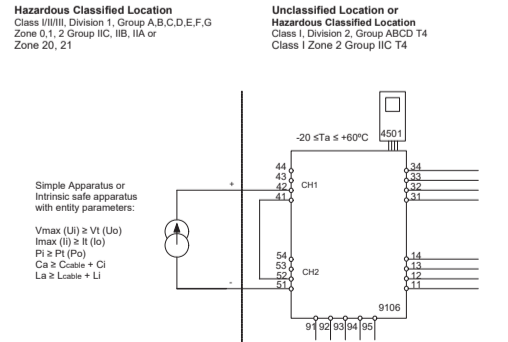 Hazardous Classified Location
Class I/II/III, Division 1, Group A,B,C,D,E,F,G
Zone 0,1, 2 Group IIC, IIB, IIA or
Zone 20, 21
Unclassified Location or
Hazardous Classified Location
Class I, Division 2, Group ABCD T4
Class I Zone 2 Group IIC T4
-20 ≤Ta ≤ +60ºC
4501
44
43
42
41
CH1
34
33
32
31
+
Simple Apparatus or
Intrinsic safe apparatus
with entity parameters:
Vmax (Ui) ≥ Vt (Uo)
Imax (Ii) ≥ It (Io)
Pi ≥ Pt (Po)
Ca ≥ Ccable + Ci
La ≥ Lcable + Li
-
54
53
52
51
CH2
14
13
12
11
9106
91 92 93 94 95